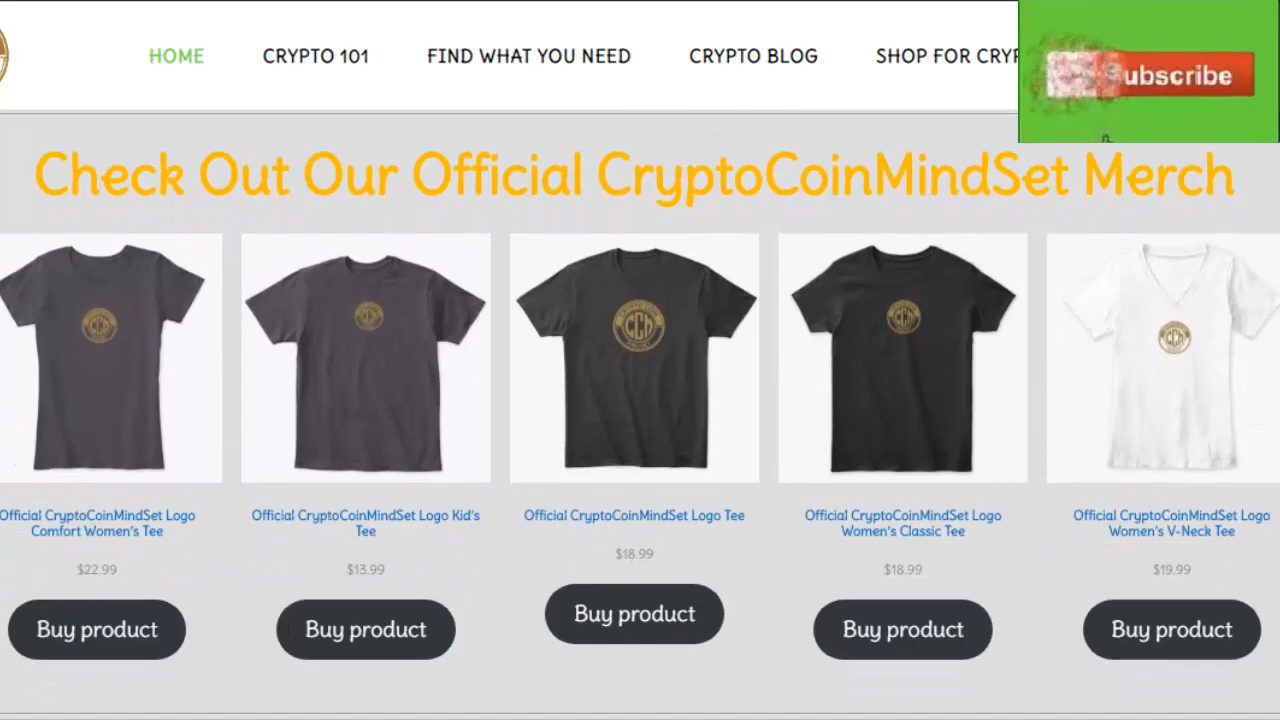 HOME CRYPTO 101 FIND WHAT YOU NEED CRYPTO BLOG SHOP FOR
ubscribe
Check Out Our Official CryptoCoinMindSet Merch
Official CryptoCoinMindSet Logo
Comfort Women's Tee
$22.99
Buy product
Official CryptoCoinMindSet Logo Kid's
Tee
$13.99
Buy product
Official CryptoCoinMindSet Logo Tee
$18.99
Buy product
Official CryptoCoinMindSet Logo
Women's Classic Tee
$18.99
Buy product
Official CryptoCoinMindSet Logo
Women's V-Neck Tee
$19.99
Buy product